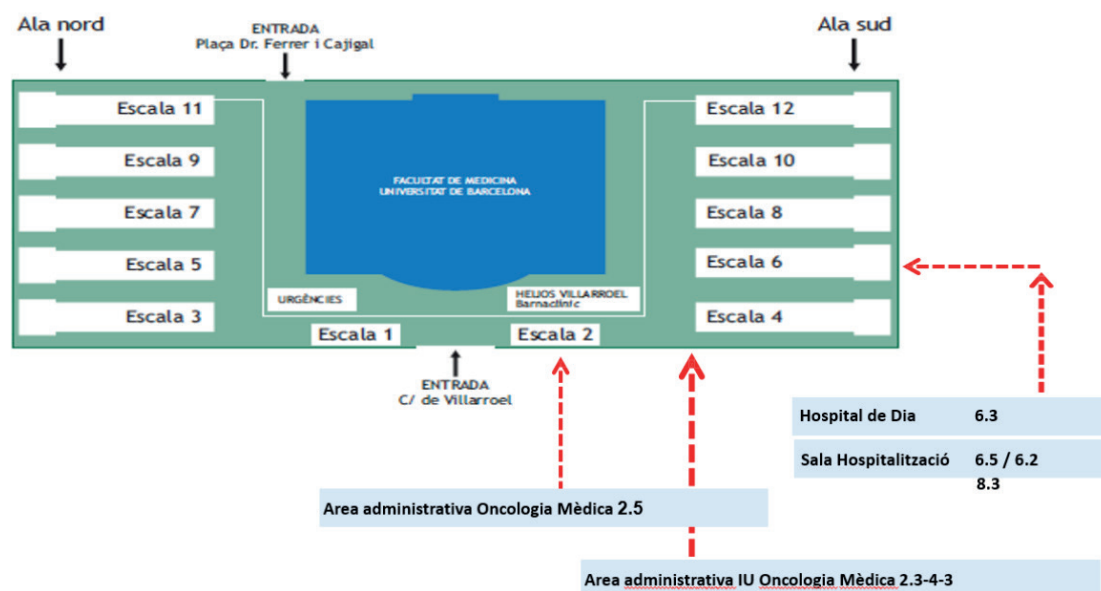 Ala nord
Ala sud
ENTRADA
Plaça Dr. Ferrer i Cajigal
Escala 11
Escala 12
Escala 9
Escala 10
FACULTAT DE MEDICINA
UNIVERSITAT DE BARCELONA
Escala 7
Escala 8
Escala 5
Escala 6
URGÈNCIES
HELIOS VILLARROEL
Barnaclínic
Escala 3
Escala 4
Escala 1
Escala 2
ENTRADA
C/ de Villarroel
Hospital de Dia 6.3
Sala Hospitalització 6.5 / 6.2
8.3
Area administrativa Oncologia Mèdica 2.5
Area administrativa IU Oncologia Mèdica 2.3-4-3